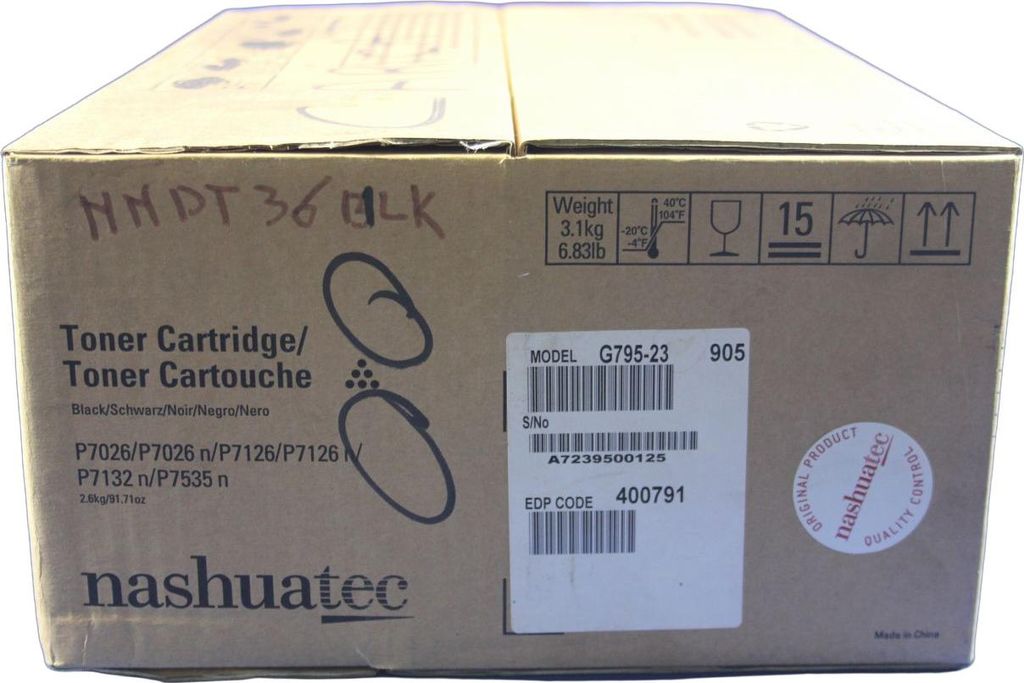 NNDT 36 BLK
Weight
3.1kg
6.83lb
40°C
104°F
-20°C
-4°F
15
Toner Cartridge/
Toner Cartouche
Black/Schwarz/Noir/Negro/Nero
P7026/P7026 n/P7126/P7126 n/
P7132 n/P7535 n
2.6kg/91.71oz
nashuatec
MODEL G795-23 905
S/No
A7239500125
EDP CODE 400791
ORIGINAL PRODUCT
nashuatec
QUALITY CONTROL
Made in China